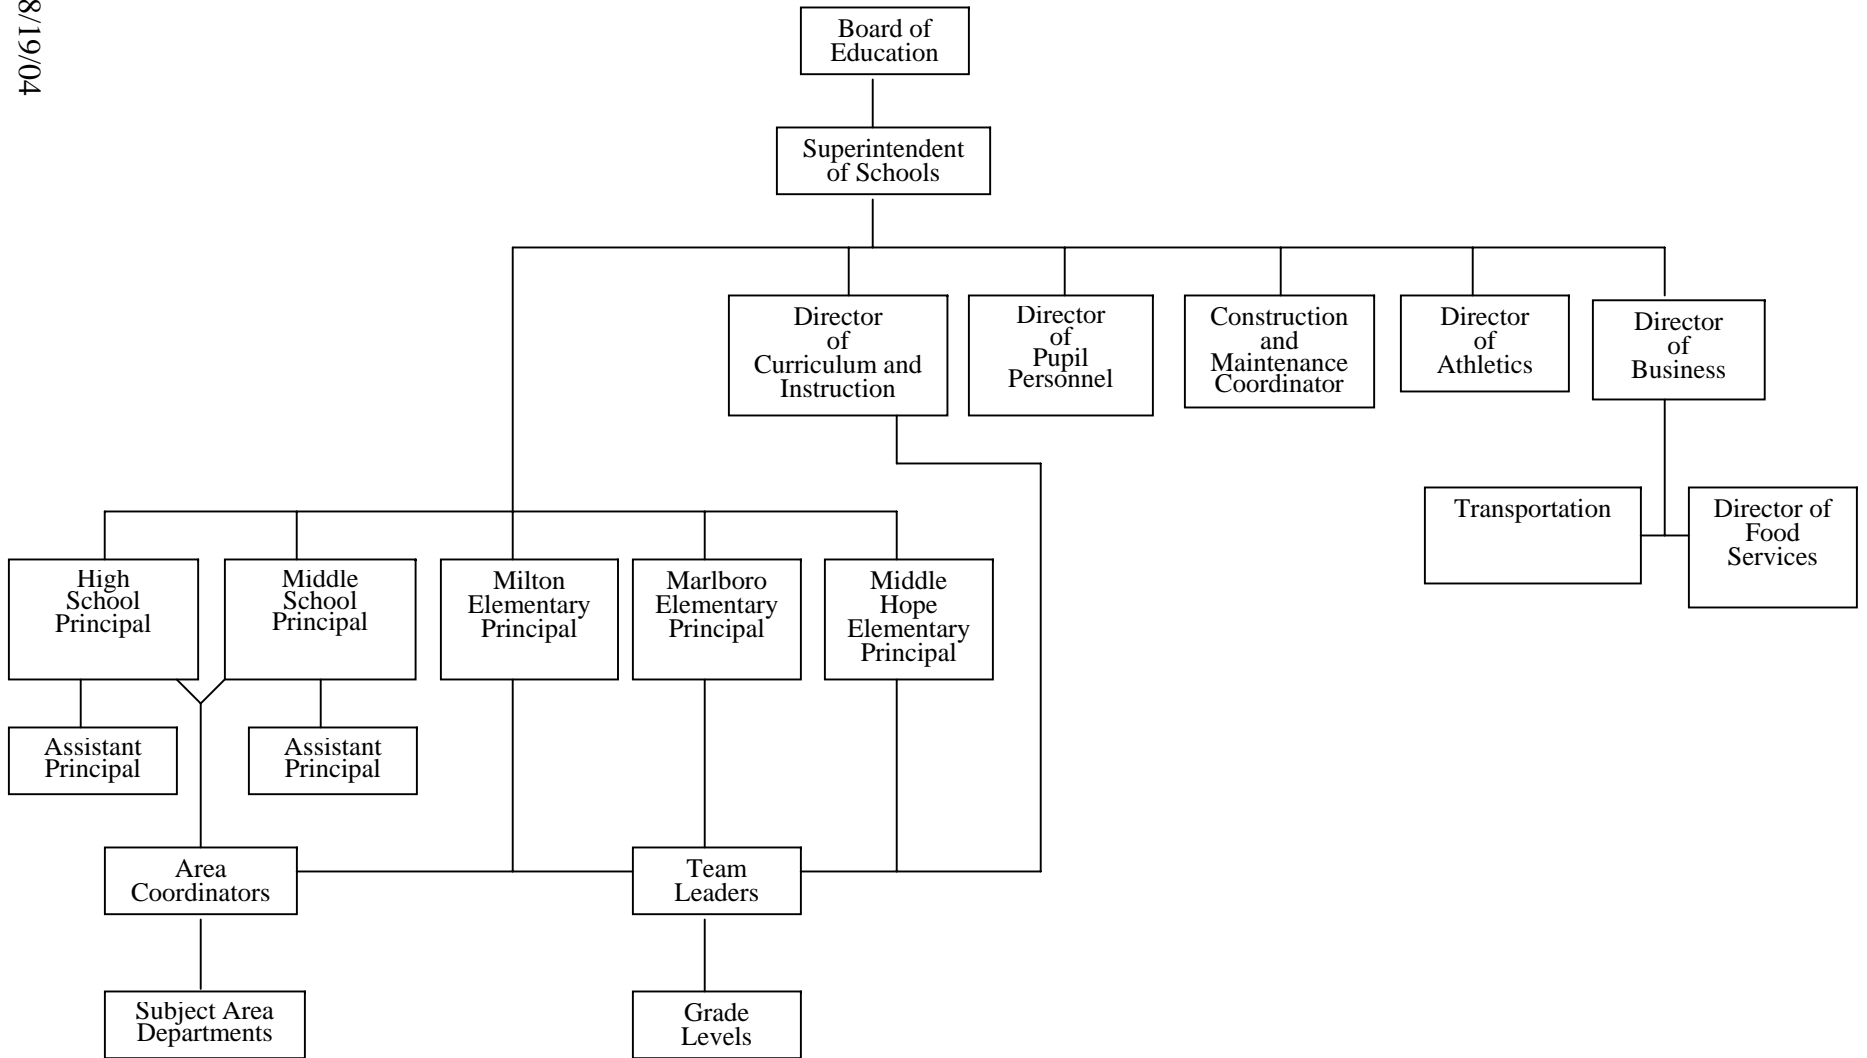 8/19/04
Board of
Education
Superintendent
of Schools
Director
of
Curriculum and
Instruction
Director
of
Pupil
Personnel
Construction
and
Maintenance
Coordinator
Director
of
Athletics
Director
of
Business
Transportation
Director of
Food
Services
High
School
Principal
Middle
School
Principal
Milton
Elementary
Principal
Marlboro
Elementary
Principal
Middle
Hope
Elementary
Principal
Assistant
Principal
Assistant
Principal
Area
Coordinators
Team
Leaders
Subject Area
Departments
Grade
Levels